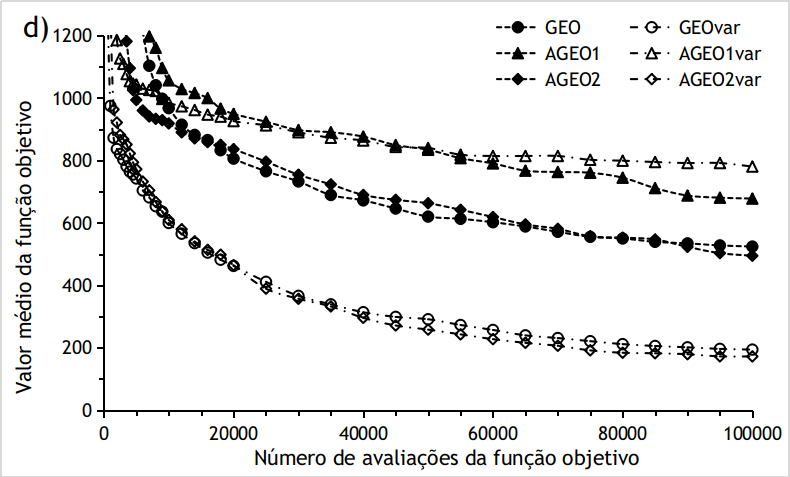 d)
GEO
GEOvar
AGEO1
AGEO1var
AGEO2
AGEO2var
Valor médio da função objetivo
1200
1000
800
600
400
200
0
0 20000 40000 60000 80000 100000
Número de avaliações da função objetivo